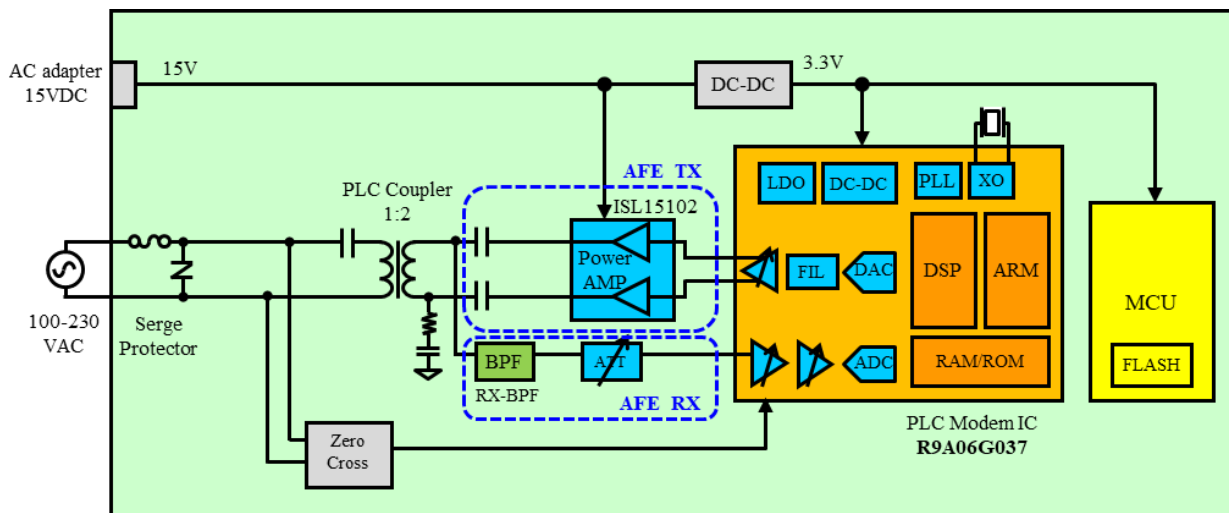 AC adapter
15VDC
15V
DC-DC
3.3V
AFE TX
PLC Coupler
1:2
ISL15102
Power
AMP
LDO
DC-DC
PLL
XO
FIL
DAC
DSP
ARM
MCU
FLASH
100-230
VAC
Serge
Protector
BPF
RX-BPF
ATT
AFE RX
ADC
RAM/ROM
PLC Modem IC
R9A06G037
Zero
Cross